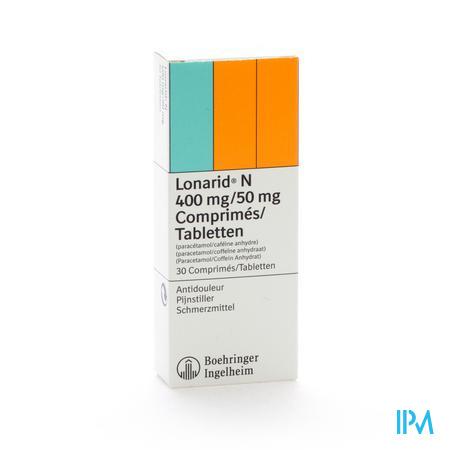 Lonarid® N
400 mg/50 mg
Comprimés/
Tabletten
(paracétamol/caféine anhydre)
(paracetamol/coffeïne anhydraat)
(Paracetamol/Coffein Anhydrat)
30 Comprimés/Tabletten
Antidouleur
Pijnstiller
Schmerzmittel
Boehringer
Ingelheim
IPM